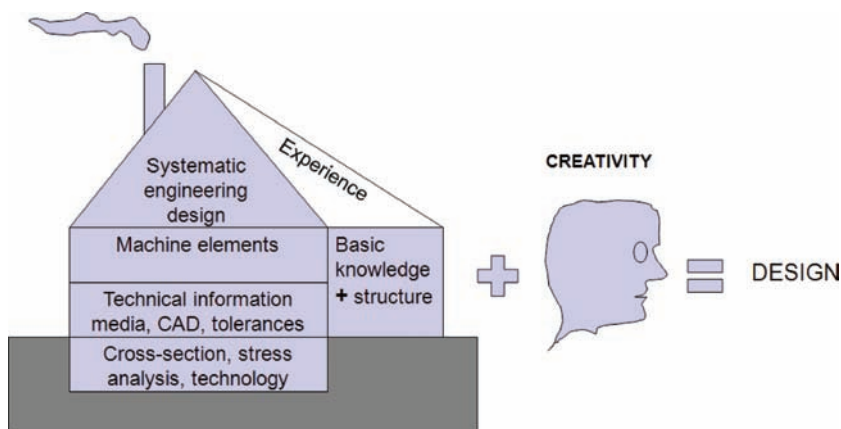 Systematic
engineering
design
Experience
Machine elements
Technical information
media, CAD, tolerances
Cross-section, stress
analysis, technology
Basic
knowledge
+ structure
CREATIVITY
DESIGN